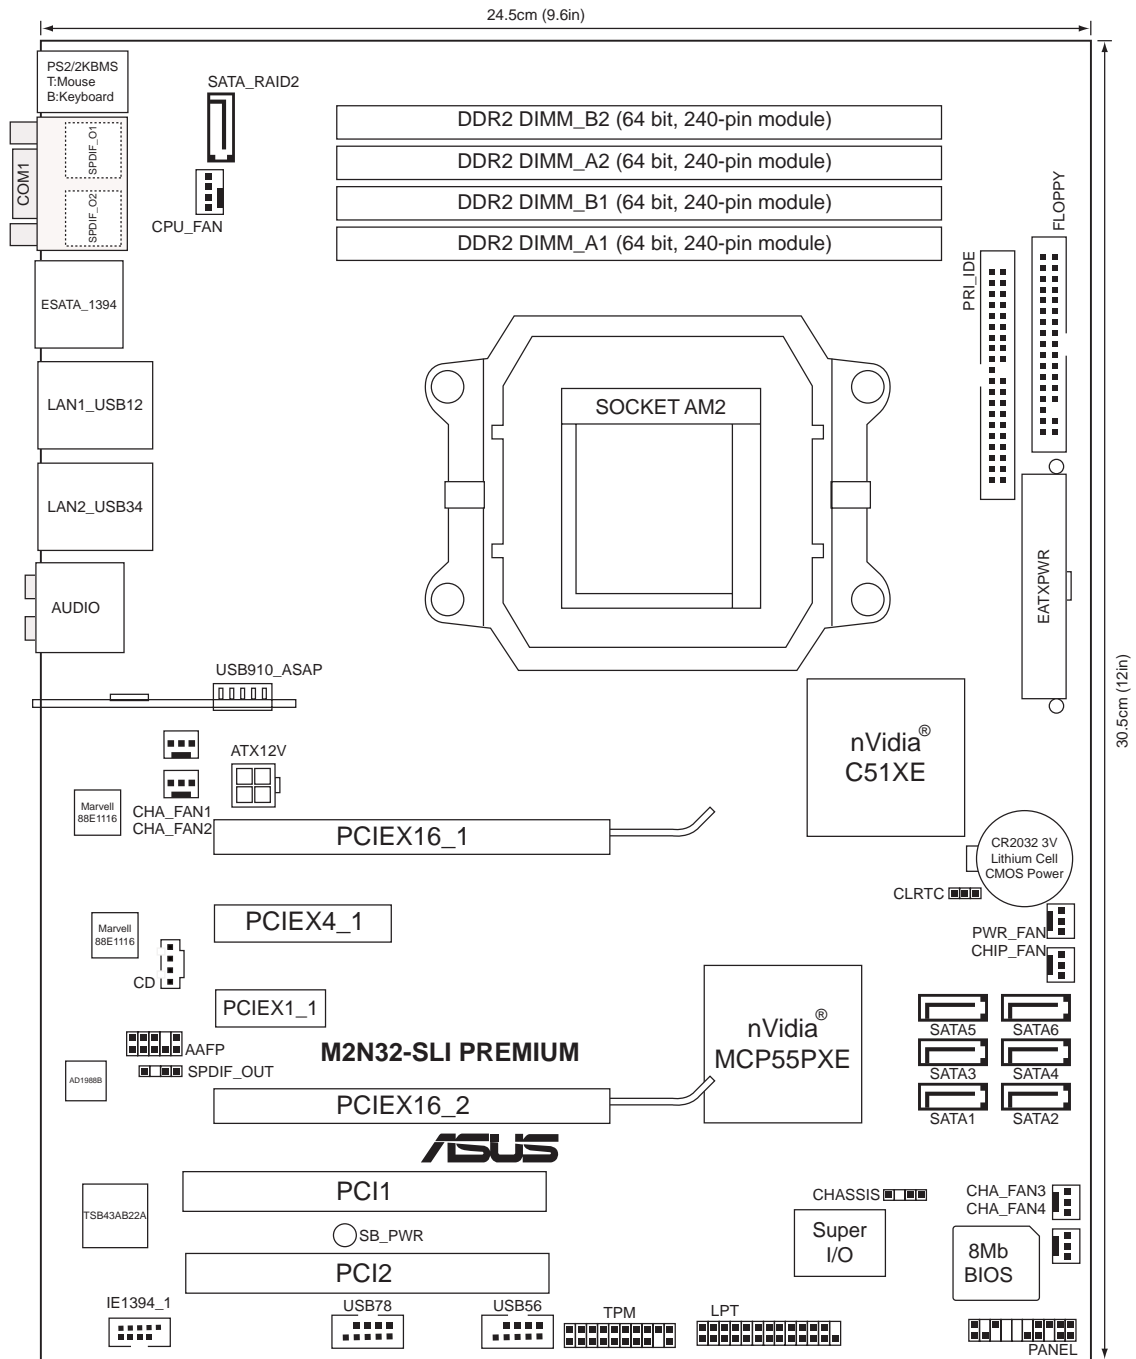 24.5cm (9.6in)
PS2/2KBMS
T:Mouse
B:Keyboard
SATA_RAID2
SPDIF_O1
COM1
SPDIF_O2
CPU_FAN
DDR2 DIMM_B2 (64 bit, 240-pin module)
DDR2 DIMM_A2 (64 bit, 240-pin module)
DDR2 DIMM_B1 (64 bit, 240-pin module)
DDR2 DIMM_A1 (64 bit, 240-pin module)
FLOPPY
PRI_IDE
ESATA_1394
LAN1_USB12
SOCKET AM2
LAN2_USB34
EATXPWR
AUDIO
30.5cm (12in)
USB910_ASAP
nVidia®
C51XE
ATX12V
Marvell
88E1116
CHA_FAN1
CHA_FAN2
PCIEX16_1
CR2032 3V
Lithium Cell
CMOS Power
CLRTC
PCIEX4_1
Marvell
88E1116
CD
PWR_FAN
CHIP_FAN
PCIEX1_1
nVidia®
MCP55PXE
SATA5
SATA6
AAFP
M2N32-SLI PREMIUM
SPDIF_OUT
AD1988B
SATA3
SATA4
PCIEX16_2
SATA1
SATA2
ASUS
PCI1
CHASSIS
CHA_FAN3
CHA_FAN4
TSB43AB22A
SB_PWR
Super
I/O
8Mb
BIOS
PCI2
IE1394_1
USB78
USB56
TPM
LPT
PANEL